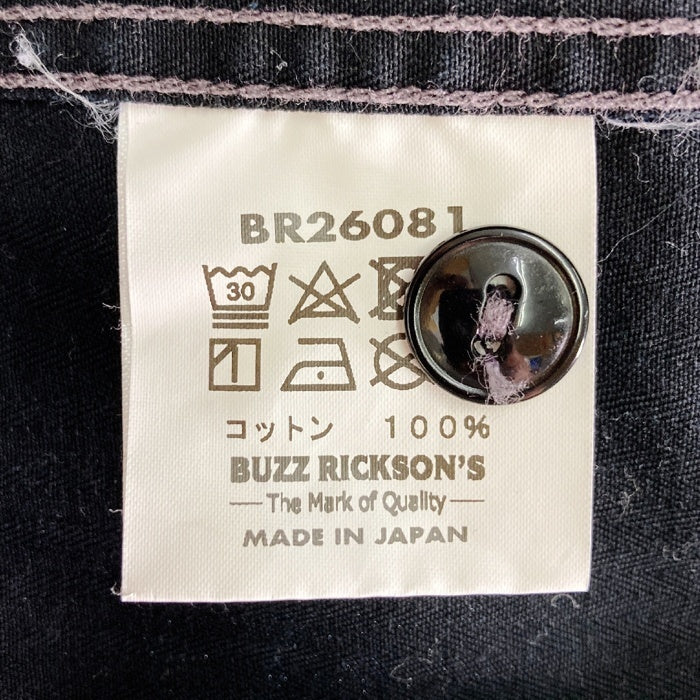 BR26081
30
コットン 100%
BUZZ RICKSON'S
The Mark of Quality
MADE IN JAPAN